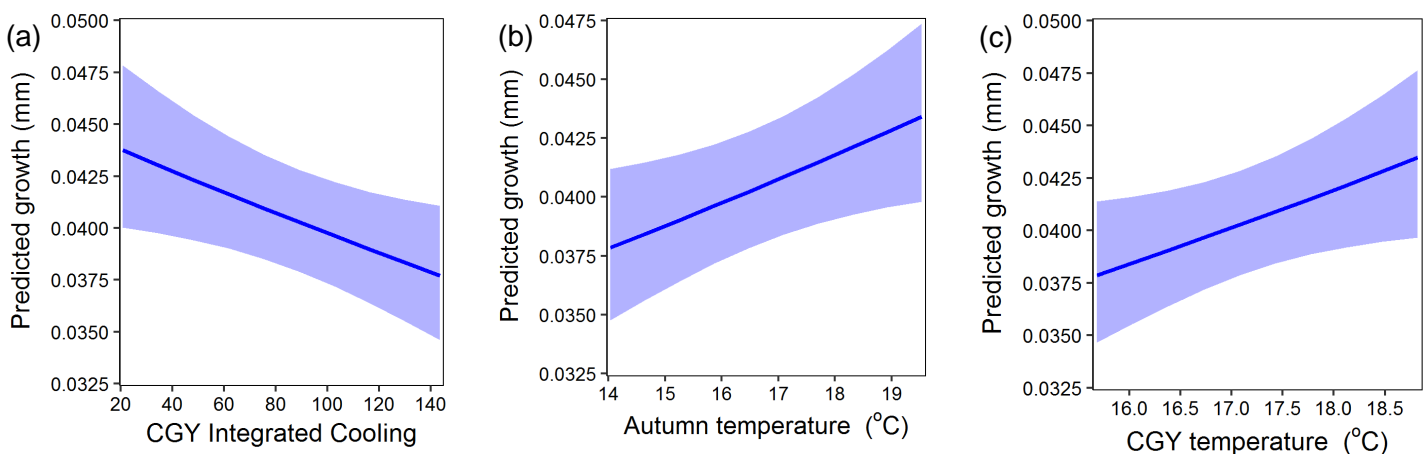 (a)
Predicted growth (mm)
0.0500
0.0475
0.0450
0.0425
0.0400
0.0375
0.0350
0.0325
20 40 60 80 100 120 140
CGY Integrated Cooling
(b)
Predicted growth (mm)
0.0475
0.0450
0.0425
0.0400
0.0375
0.0350
0.0325
14 15 16 17 18 19
Autumn temperature (°C)
(c)
Predicted growth (mm)
0.0500
0.0475
0.0450
0.0425
0.0400
0.0375
0.0350
0.0325
16.0 16.5 17.0 17.5 18.0 18.5
CGY temperature (°C)